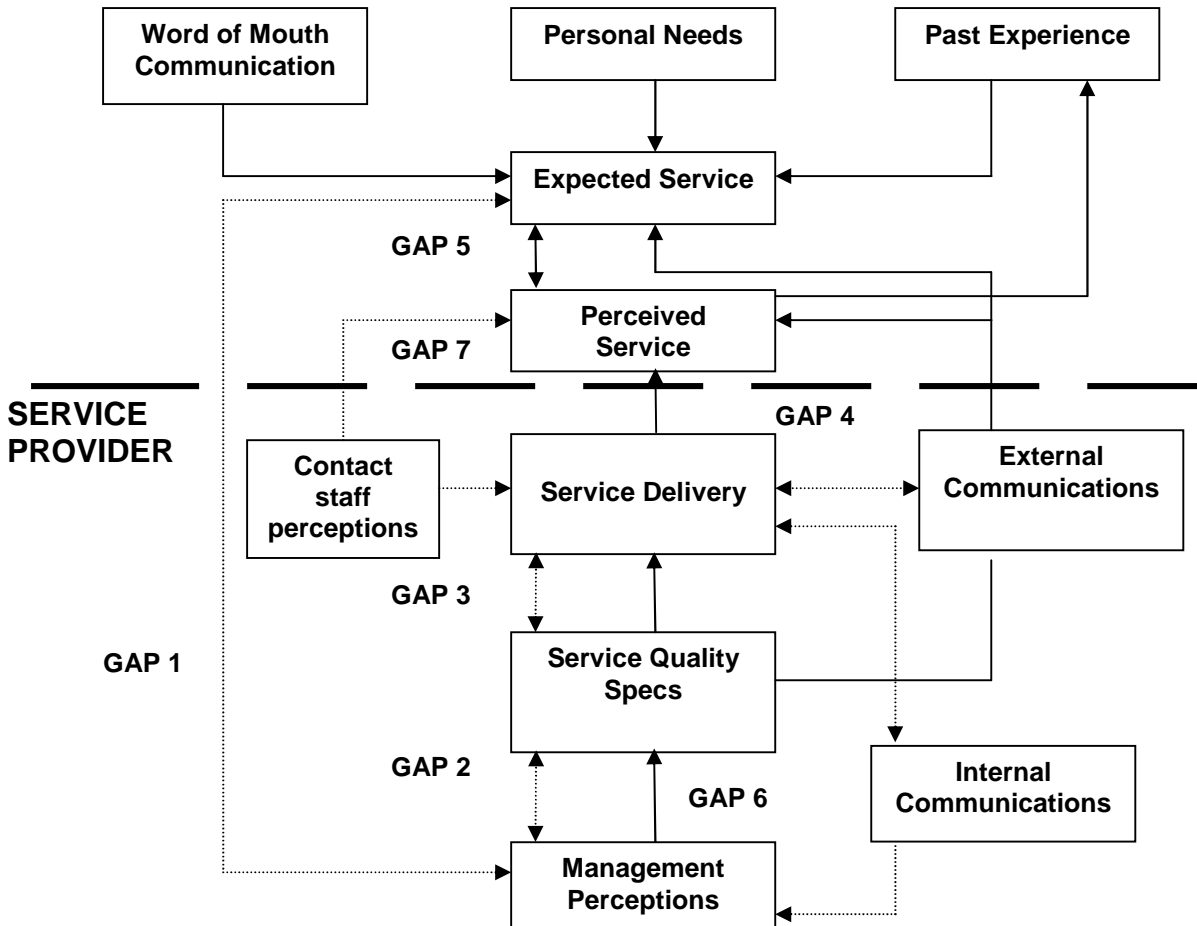 Word of Mouth
Communication
Personal Needs
Past Experience
Expected Service
GAP 5
Perceived
Service
GAP 7
SERVICE
PROVIDER
GAP 4
Contact
staff
perceptions
Service Delivery
External
Communications
GAP 3
GAP 1
Service Quality
Specs
GAP 2
GAP 6
Internal
Communications
Management
Perceptions